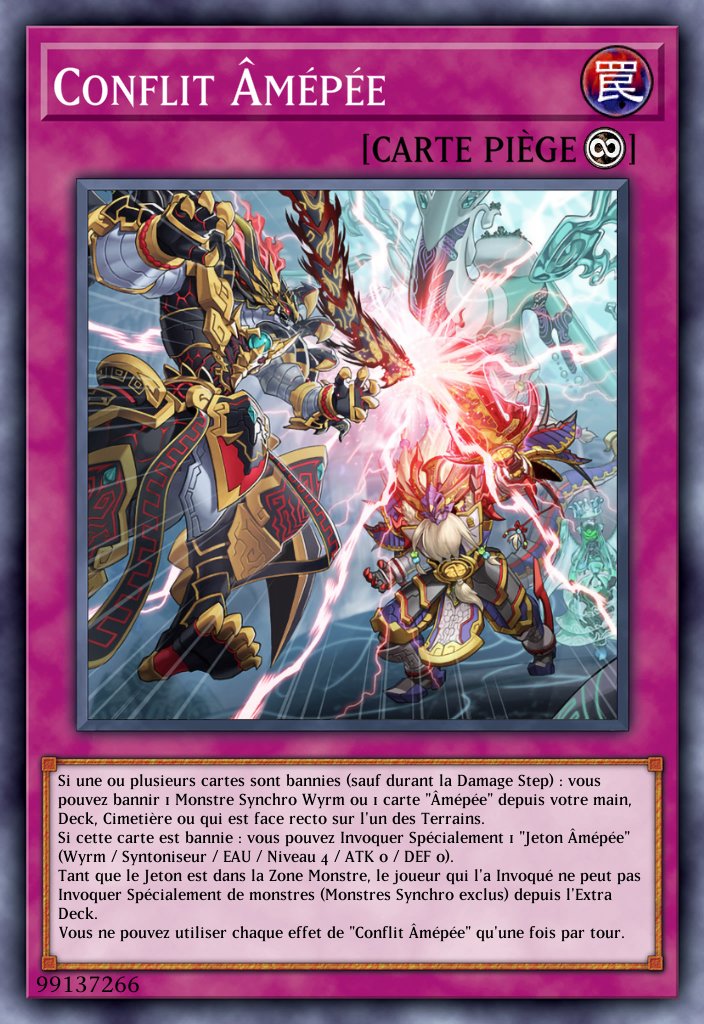 Conflit Âmépée
罠
[CARTE PIÈGE ♾]
Si une ou plusieurs cartes sont bannies (sauf durant la Damage Step) : vous
pouvez bannir 1 Monstre Synchro Wyrm ou 1 carte "Âmépée" depuis votre main,
Deck, Cimetière ou qui est face recto sur l'un des Terrains.
Si cette carte est bannie : vous pouvez Invoquer Spécialement 1 "Jeton Âmépée"
(Wyrm / Syntoniseur / EAU / Niveau 4 / ATK 0 / DEF 0).
Tant que le Jeton est dans la Zone Monstre, le joueur qui l'a Invoqué ne peut pas
Invoquer Spécialement de monstres (Monstres Synchro exclus) depuis l'Extra
Deck.
Vous ne pouvez utiliser chaque effet de "Conflit Âmépée" qu'une fois par tour.
99137266